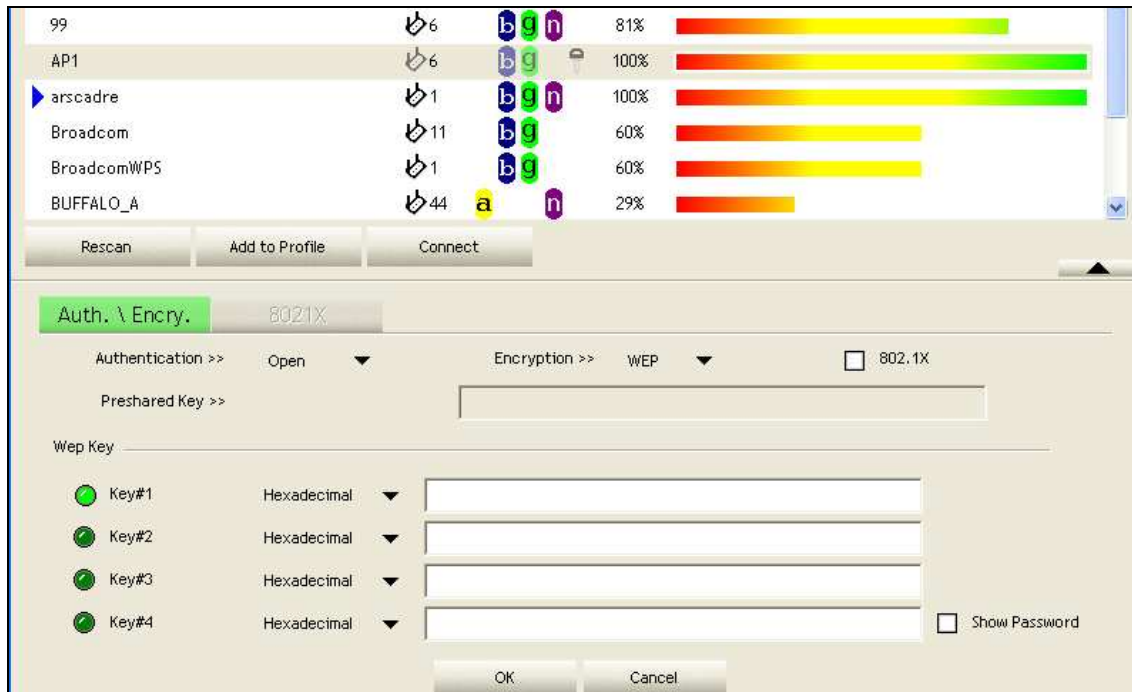 99 6 b g n 81%
AP1 6 b g 100%
arscadre 1 b g n 100%
Broadcom 11 b g 60%
BroadcomWPS 1 b g 60%
BUFFALO_A 44 a n 29%
Rescan Add to Profile Connect
Auth. \ Encry. 8021X
Authentication >> Open Encryption >> WEP 802.1X
Preshared Key >>
Wep Key
Key#1 Hexadecimal
Key#2 Hexadecimal
Key#3 Hexadecimal
Key#4 Hexadecimal Show Password
OK Cancel